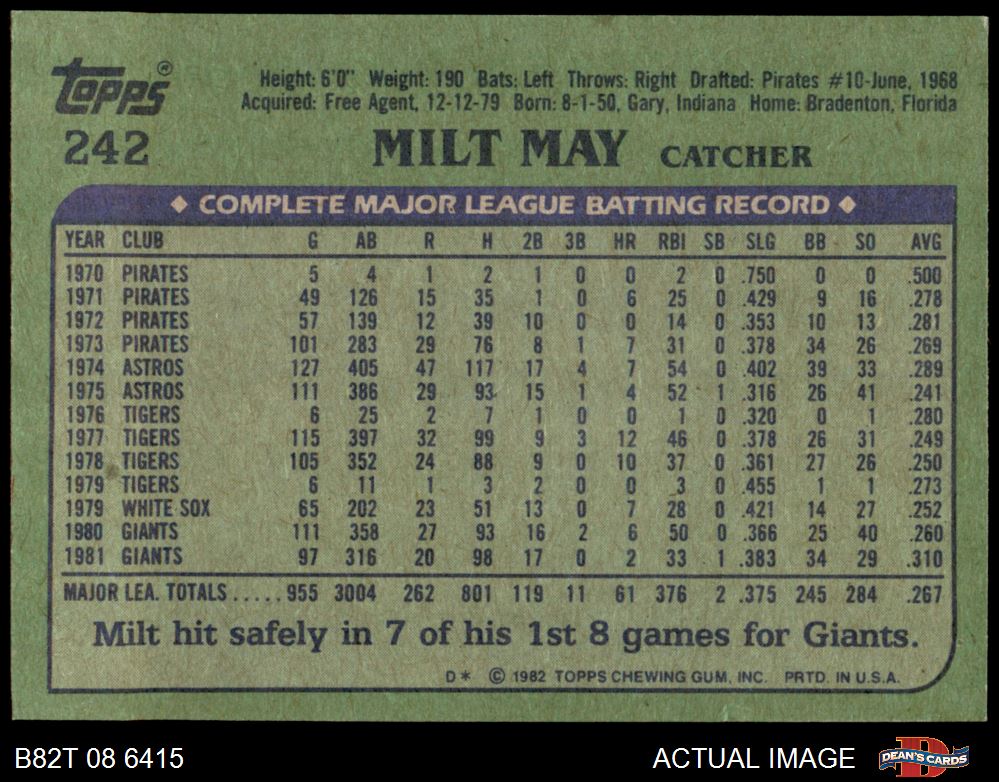 Topps®
Height: 6'0" Weight: 190 Bats: Left Throws: Right Drafted: Pirates #10-June, 1968
Acquired: Free Agent, 12-12-79 Born: 8-1-50, Gary, Indiana Home: Bradenton, Florida
242 MILT MAY CATCHER
◆ COMPLETE MAJOR LEAGUE BATTING RECORD ◆
YEAR CLUB G AB R H 2B 3B HR RBI SB SLG BB SO AVG
1970 PIRATES 5 4 1 2 1 0 0 2 0 .750 0 0 .500
1971 PIRATES 49 126 15 35 1 0 6 25 0 .429 9 16 .278
1972 PIRATES 57 139 12 39 10 0 0 14 0 .353 10 13 .281
1973 PIRATES 101 283 29 76 8 1 7 31 0 .378 34 26 .269
1974 ASTROS 127 405 47 117 17 4 7 54 0 .402 39 33 .289
1975 ASTROS 111 386 29 93 15 1 4 52 1 .316 26 41 .241
1976 TIGERS 6 25 2 7 1 0 0 1 0 .320 0 1 .280
1977 TIGERS 115 397 32 99 9 3 12 46 0 .378 26 31 .249
1978 TIGERS 105 352 24 88 9 0 10 37 0 .361 27 26 .250
1979 TIGERS 6 11 1 3 2 0 0 3 0 .455 1 1 .273
1979 WHITE SOX 65 202 23 51 13 0 7 28 0 .421 14 27 .252
1980 GIANTS 111 358 27 93 16 2 6 50 0 .366 25 40 .260
1981 GIANTS 97 316 20 98 17 0 2 33 1 .383 34 29 .310
MAJOR LEA. TOTALS.....955 3004 262 801 119 11 61 376 2 .375 245 284 .267
Milt hit safely in 7 of his 1st 8 games for Giants.
D* © 1982 TOPPS CHEWING GUM, INC. PRTD. IN U.S.A.
B82T 08 6415 ACTUAL IMAGE DEAN'S CARDS